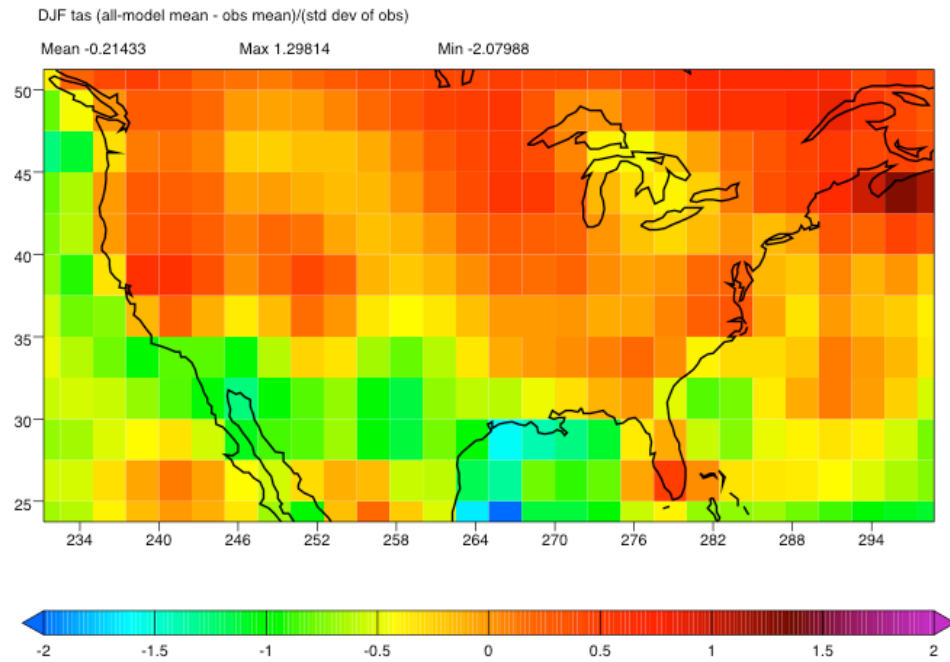 DJF tas (all-model mean - obs mean)/(std dev of obs)
Mean -0.21433 Max 1.29814 Min -2.07988
50
45
40
35
30
25
234 240 246 252 258 264 270 276 282 288 294
-2 -1.5 -1 -0.5 0 0.5 1 1.5 2